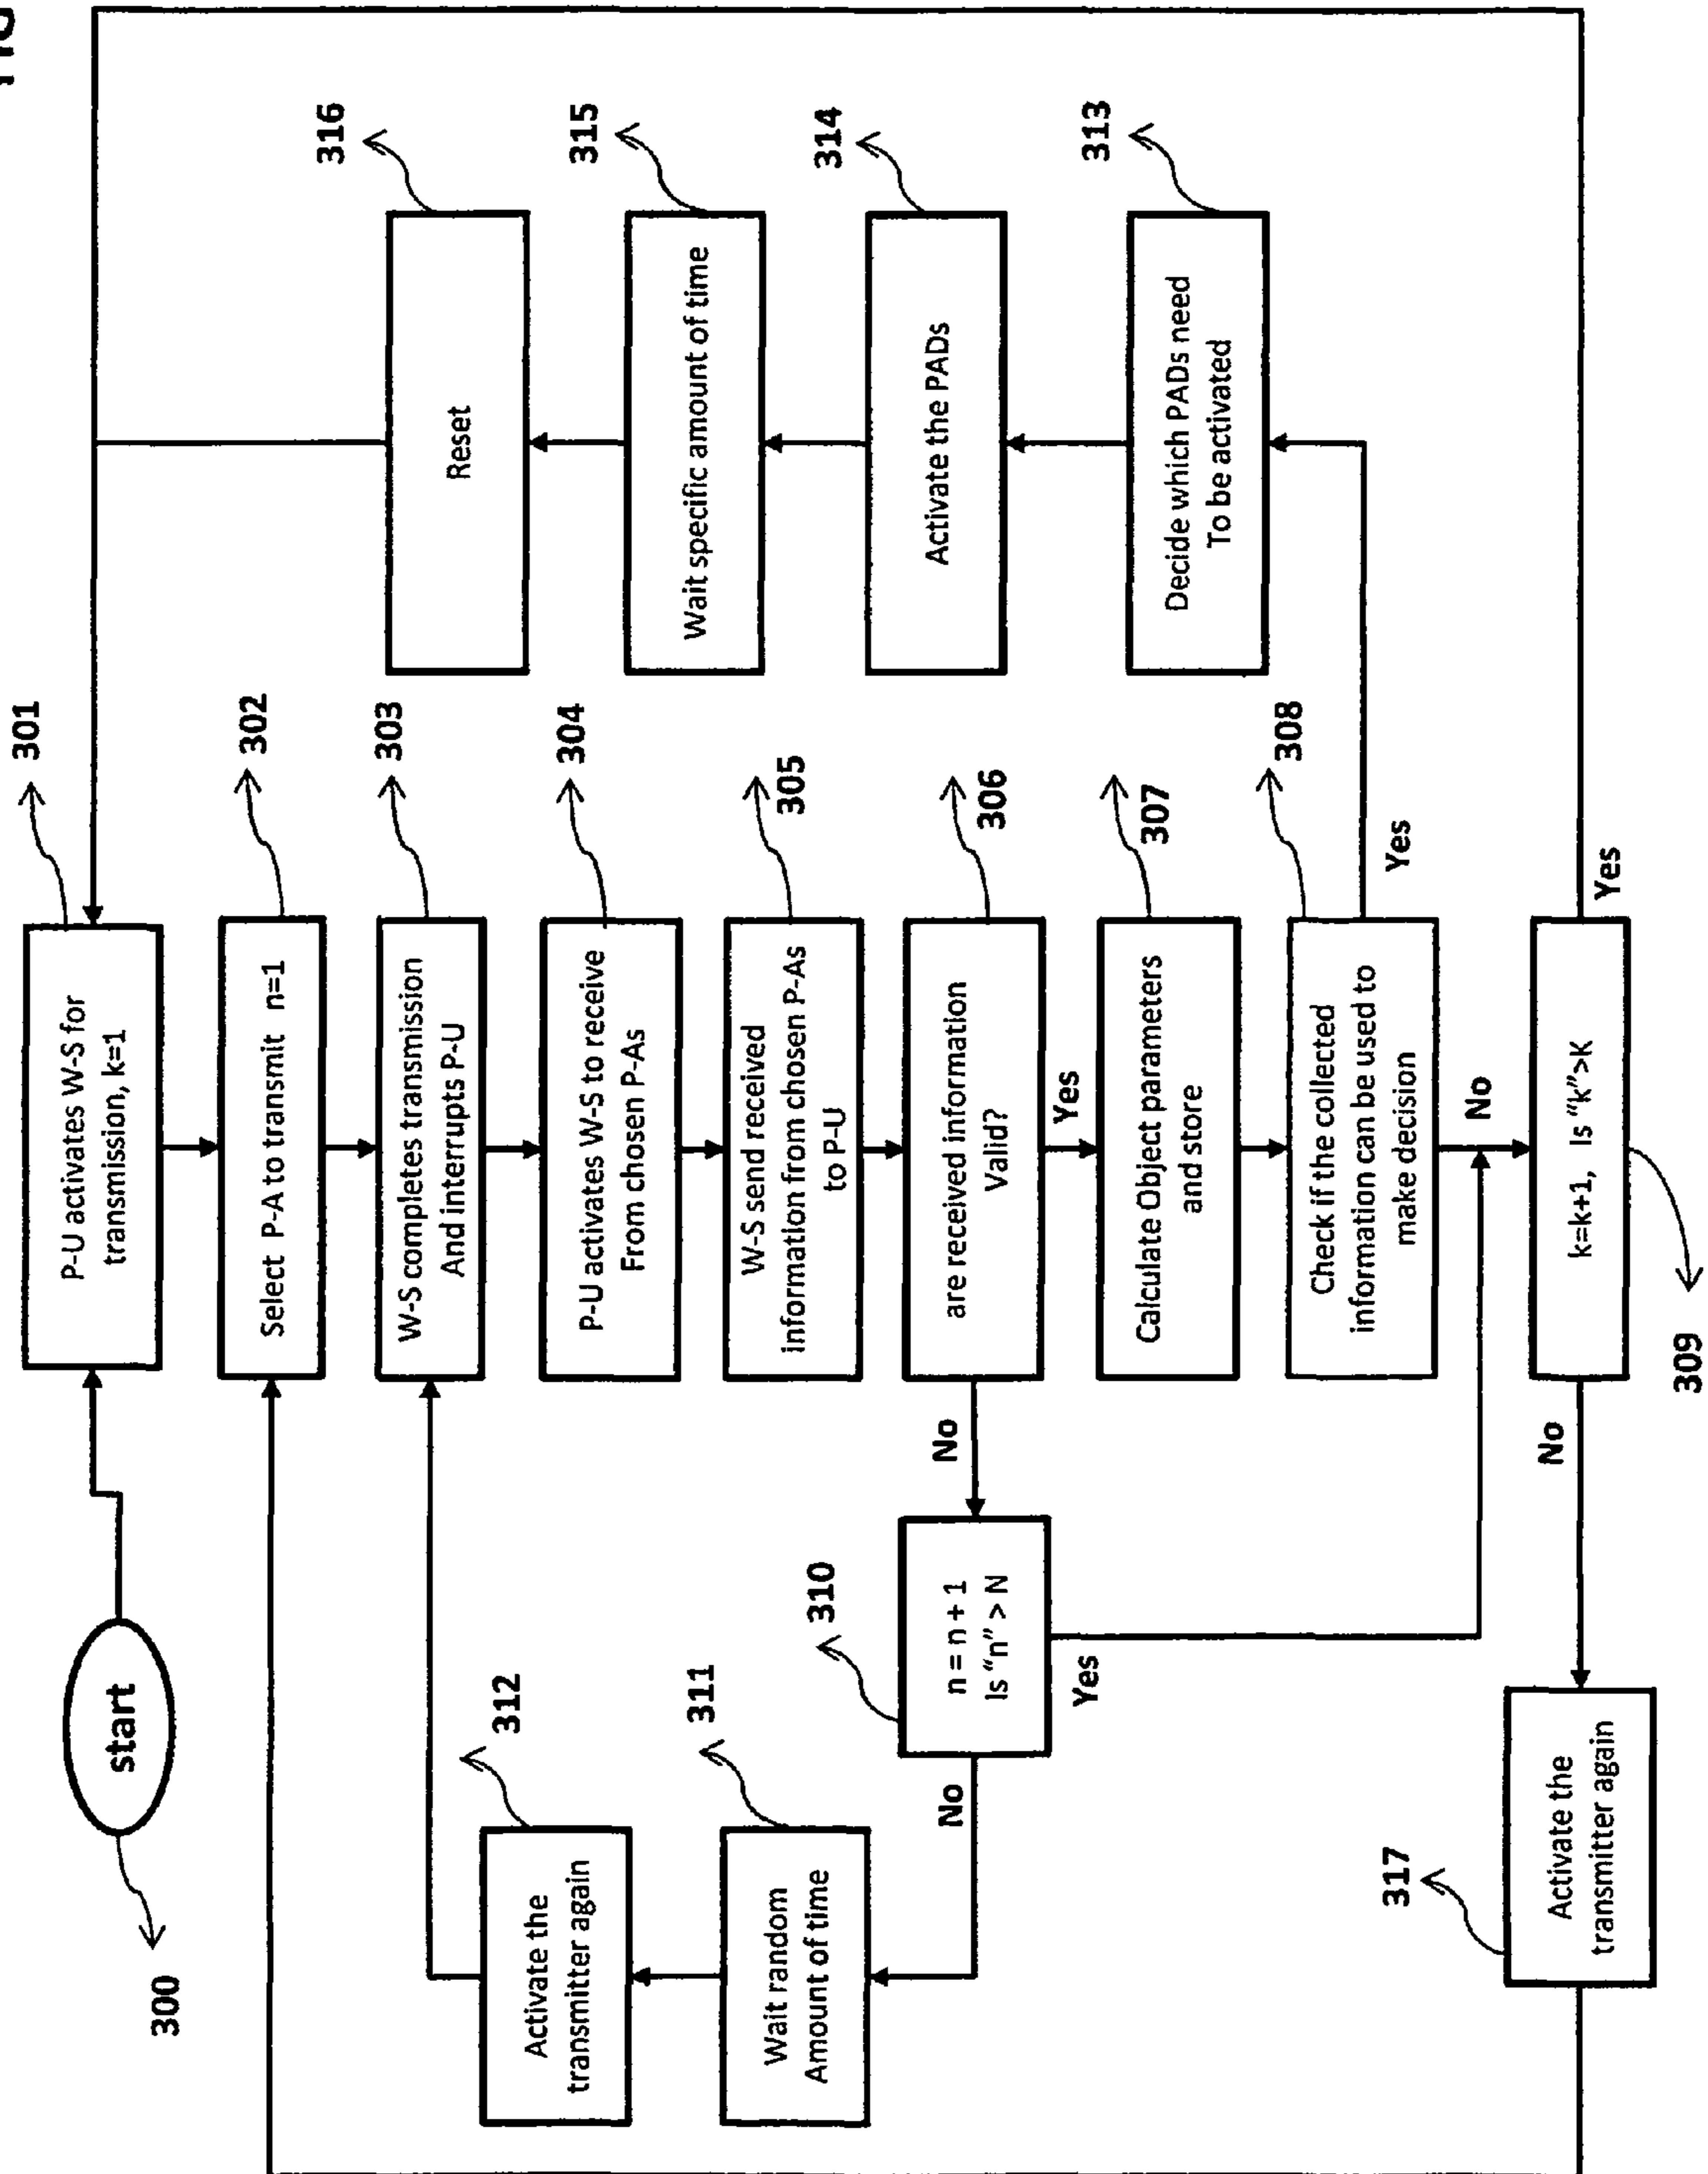 FIG
start
300
P-U activates W-S for
transmission, k=1
301
Select P-A to transmit n=1
302
W-S completes transmission
And interrupts P-U
303
P-U activates W-S to receive
From chosen P-As
304
W-S send received
information from chosen P-As
to P-U
305
are received information
Valid?
306
Yes
No
Calculate Object parameters
and store
307
Check if the collected
information can be used to
make decision
308
Yes
No
k=k+1, Is "k">K
309
Yes
No
n = n + 1
Is "n" > N
310
Yes
No
Wait random
Amount of time
311
Activate the
transmitter again
312
Decide which PADs need
To be activated
313
Activate the PADs
314
Wait specific amount of time
315
Reset
316
Activate the
transmitter again
317